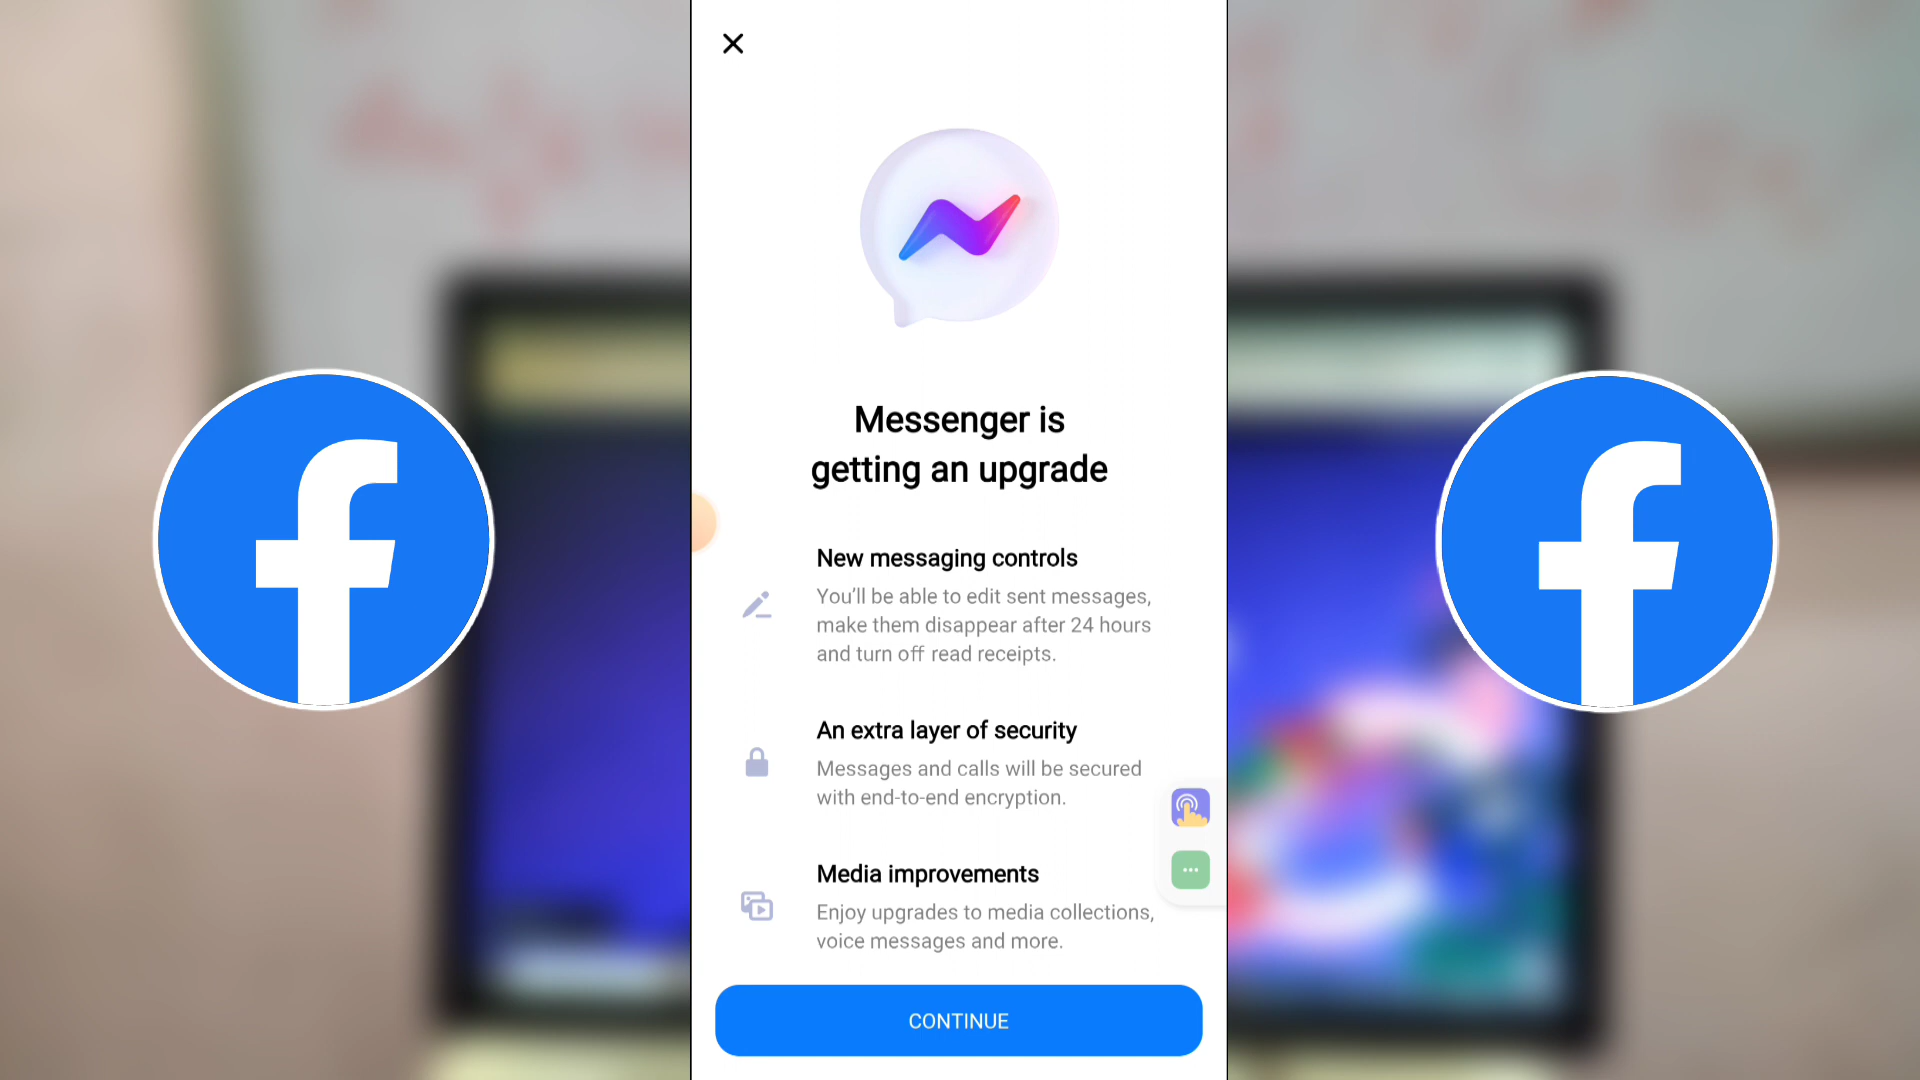 Messenger is
getting an upgrade
New messaging controls
You'll be able to edit sent messages,
make them disappear after 24 hours
and turn off read receipts.
An extra layer of security
Messages and calls will be secured
with end-to-end encryption.
Media improvements
Enjoy upgrades to media collections,
voice messages and more.
CONTINUE